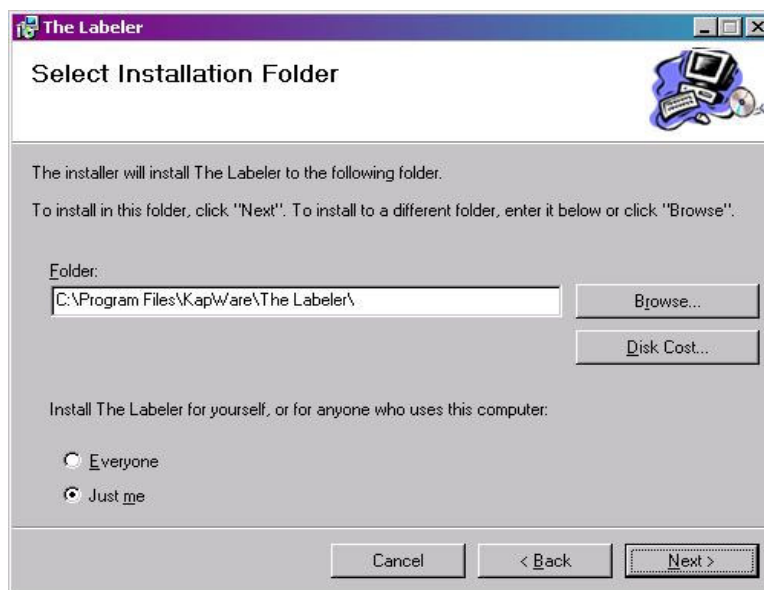 The Labeler
Select Installation Folder
The installer will install The Labeler to the following folder.
To install in this folder, click "Next". To install to a different folder, enter it below or click "Browse".
Folder:
C:\Program Files\KapWare\The Labeler\
Browse...
Disk Cost...
Install The Labeler for yourself, or for anyone who uses this computer:
Everyone
Just me
Cancel
< Back
Next >